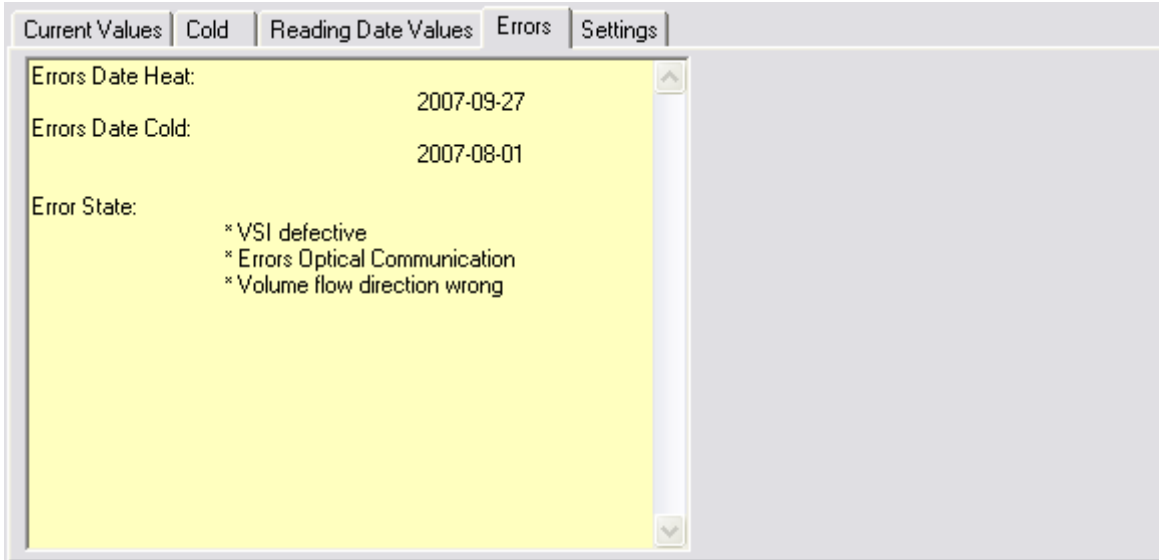 Current Values Cold Reading Date Values Errors Settings
Errors Date Heat:
2007-09-27
Errors Date Cold:
2007-08-01
Error State:
* VSI defective
* Errors Optical Communication
* Volume flow direction wrong